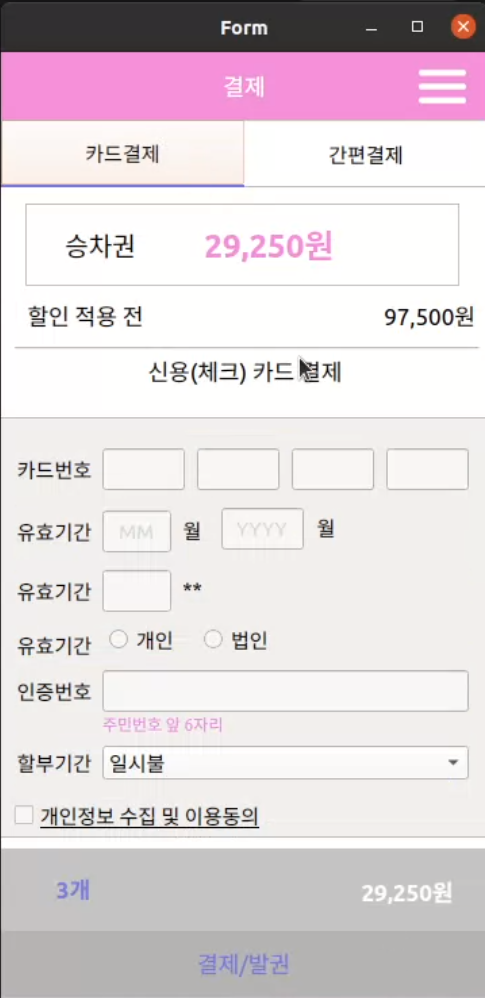 Form
결제
카드결제 간편결제
승차권 29,250원
할인 적용 전 97,500원
신용(체크) 카드 결제
카드번호
유효기간 MM 월 YYYY 월
유효기간 **
유효기간 개인 법인
인증번호
주민번호 앞 6자리
할부기간 일시불
개인정보 수집 및 이용동의
3개 29,250원
결제/발권